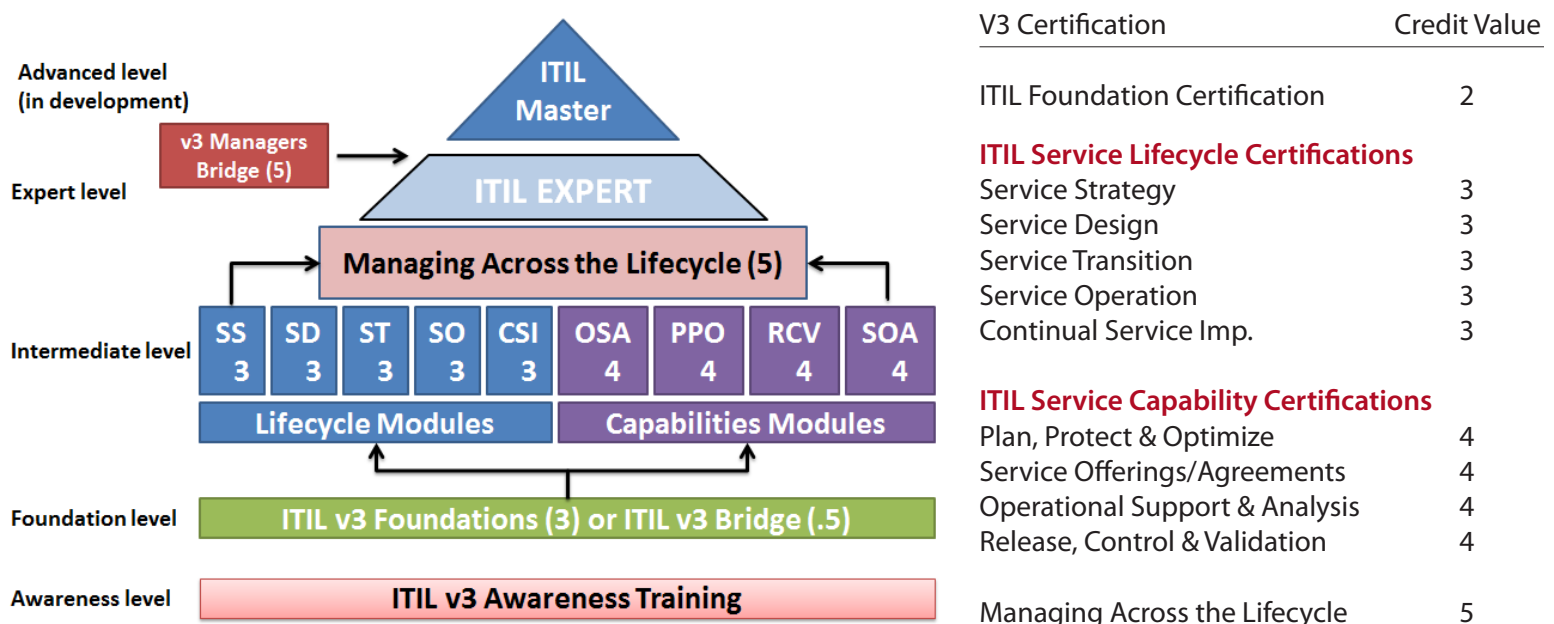 Advanced level
(in development)
ITIL
Master
v3 Managers
Bridge (5)
Expert level
ITIL EXPERT
Managing Across the Lifecycle (5)
Intermediate level
SS
3
SD
3
ST
3
SO
3
CSI
3
OSA
4
PPO
4
RCV
4
SOA
4
Lifecycle Modules
Capabilities Modules
Foundation level
ITIL v3 Foundations (3) or ITIL v3 Bridge (.5)
Awareness level
ITIL v3 Awareness Training
V3 Certification Credit Value
ITIL Foundation Certification 2
ITIL Service Lifecycle Certifications
Service Strategy 3
Service Design 3
Service Transition 3
Service Operation 3
Continual Service Imp. 3
ITIL Service Capability Certifications
Plan, Protect & Optimize 4
Service Offerings/Agreements 4
Operational Support & Analysis 4
Release, Control & Validation 4
Managing Across the Lifecycle 5